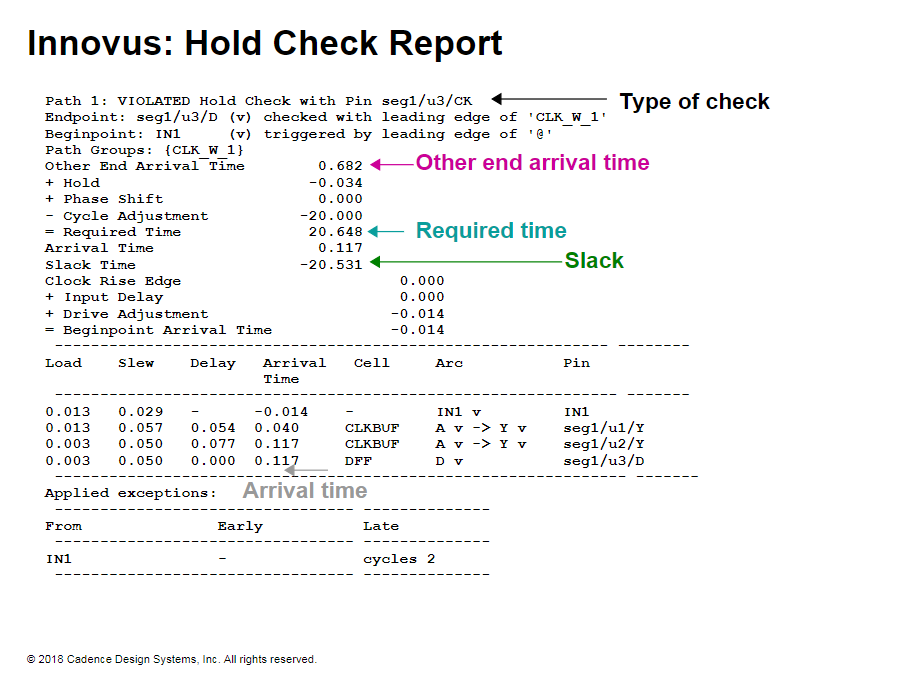 Innovus: Hold Check Report
Path 1: VIOLATED Hold Check with Pin seg1/u3/CK Type of check
Endpoint: seg1/u3/D (v) checked with leading edge of 'CLK_W_1'
Beginpoint: IN1 (v) triggered by leading edge of '@'
Path Groups: {CLK_W_1}
Other End Arrival Time 0.682 Other end arrival time
+ Hold -0.034
+ Phase Shift 0.000
- Cycle Adjustment -20.000
= Required Time 20.648 Required time
Arrival Time 0.117
Slack Time -20.531 Slack
Clock Rise Edge 0.000
+ Input Delay 0.000
+ Drive Adjustment -0.014
= Beginpoint Arrival Time -0.014
Load Slew Delay Arrival Cell Arc Pin
Time
0.013 0.029 - -0.014 - IN1 v IN1
0.013 0.057 0.054 0.040 CLKBUF A v -> Y v seg1/u1/Y
0.003 0.050 0.077 0.117 CLKBUF A v -> Y v seg1/u2/Y
0.003 0.050 0.000 0.117 DFF D v seg1/u3/D
Applied exceptions: Arrival time
From Early Late
IN1 - cycles 2
© 2018 Cadence Design Systems, Inc. All rights reserved.